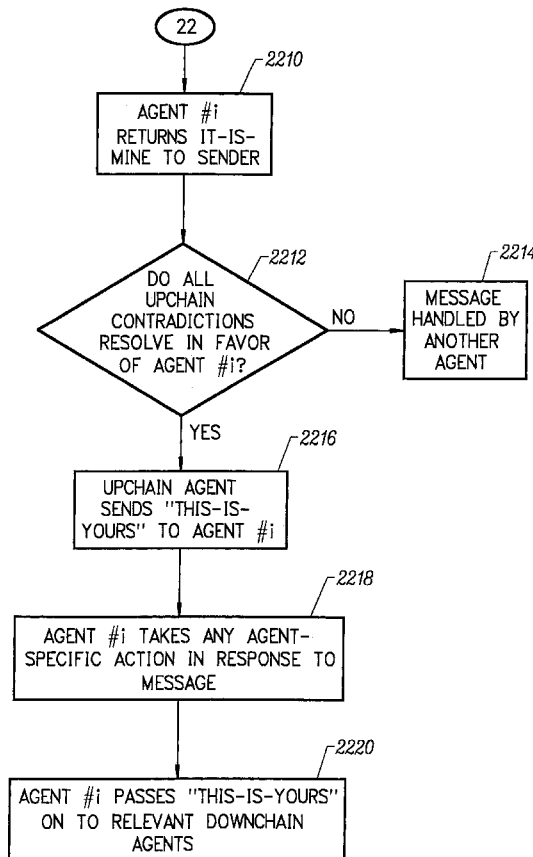 22
2210
AGENT #i
RETURNS IT-IS-
MINE TO SENDER
2212
DO ALL
UPCHAIN
CONTRADICTIONS
RESOLVE IN FAVOR
OF AGENT #i?
NO
2214
MESSAGE
HANDLED BY
ANOTHER
AGENT
YES
2216
UPCHAIN AGENT
SENDS "THIS-IS-
YOURS" TO AGENT #i
2218
AGENT #i TAKES ANY AGENT-
SPECIFIC ACTION IN RESPONSE TO
MESSAGE
2220
AGENT #i PASSES "THIS-IS-YOURS"
ON TO RELEVANT DOWNCHAIN
AGENTS